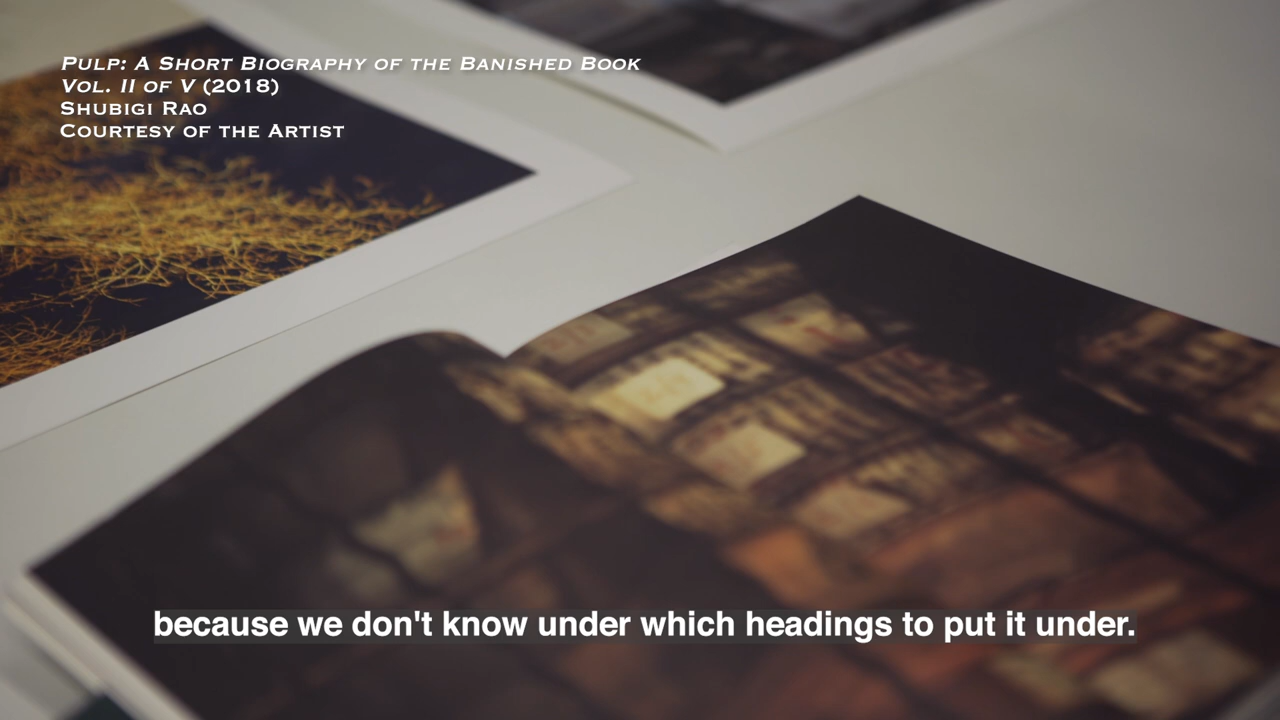 Pulp: A Short Biography of the Banished Book
Vol. II of V (2018)
Shubigi Rao
Courtesy of the Artist
because we don't know under which headings to put it under.